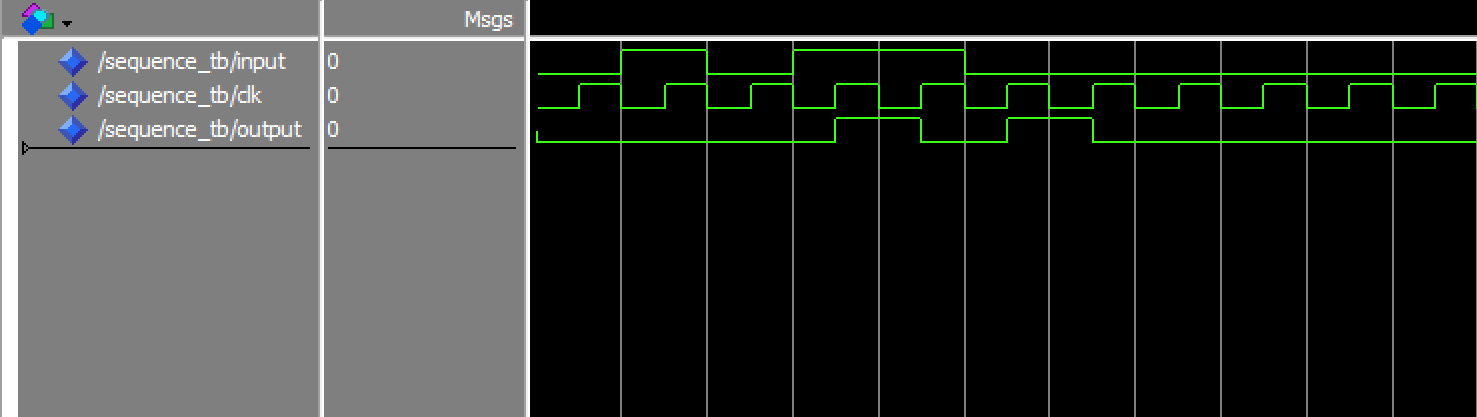 Msgs
/sequence_tb/input 0
/sequence_tb/clk 0
/sequence_tb/output 0